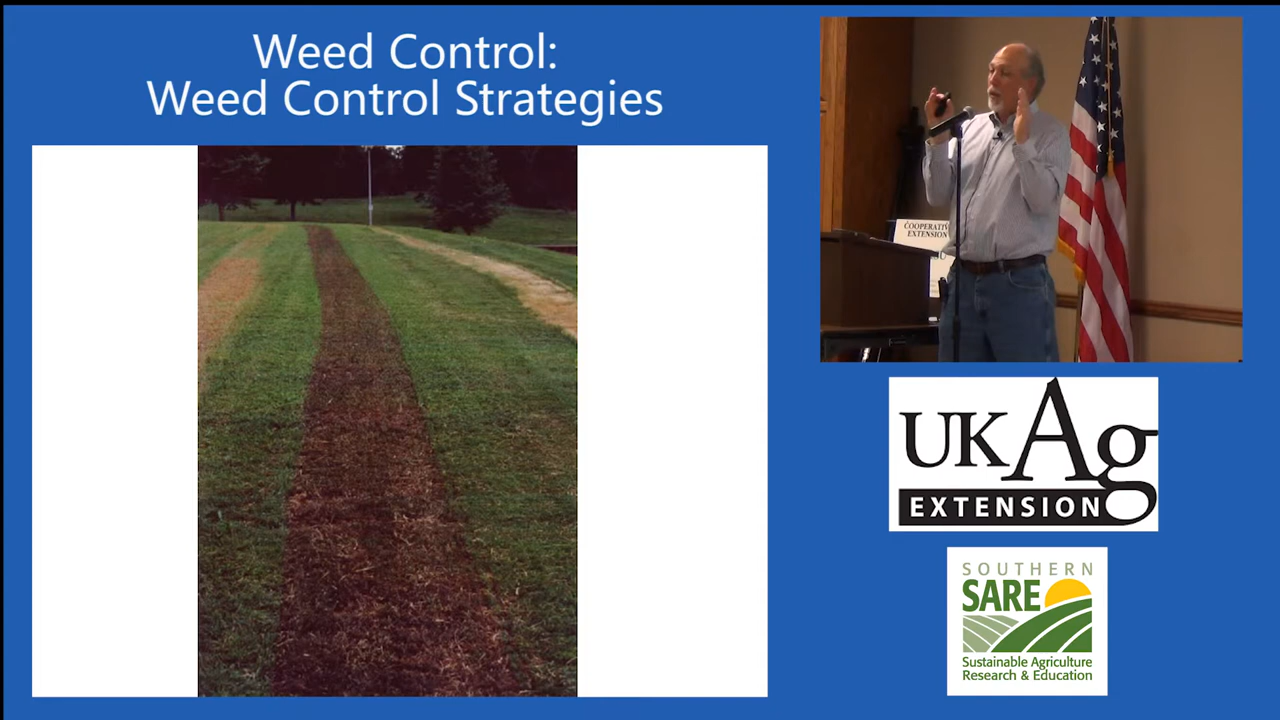 Weed Control:
Weed Control Strategies
COOPERATIVE
EXTENSION
UKAg
EXTENSION
SOUTHERN
SARE
Sustainable Agriculture
Research & Education